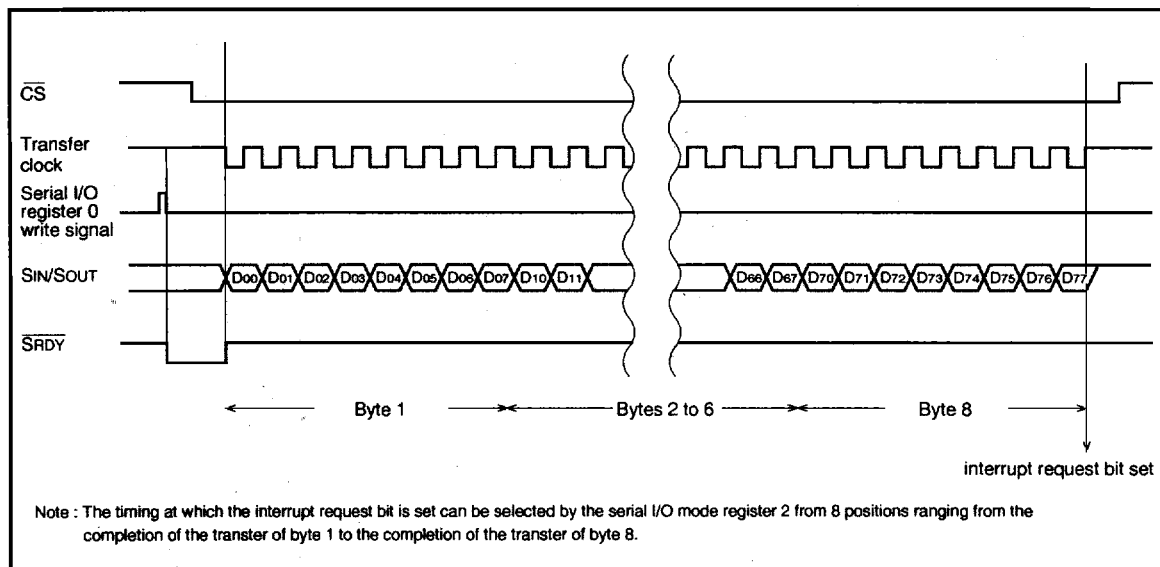 CS
Transfer
clock
Serial I/O
register 0
write signal
SIN/SOUT
D00 D01 D02 D03 D04 D05 D06 D07 D10 D11 D66 D67 D70 D71 D72 D73 D74 D75 D76 D77
SRDY
Byte 1 Bytes 2 to 6 Byte 8
interrupt request bit set
Note : The timing at which the interrupt request bit is set can be selected by the serial I/O mode register 2 from 8 positions ranging from the
completion of the transter of byte 1 to the completion of the transter of byte 8.